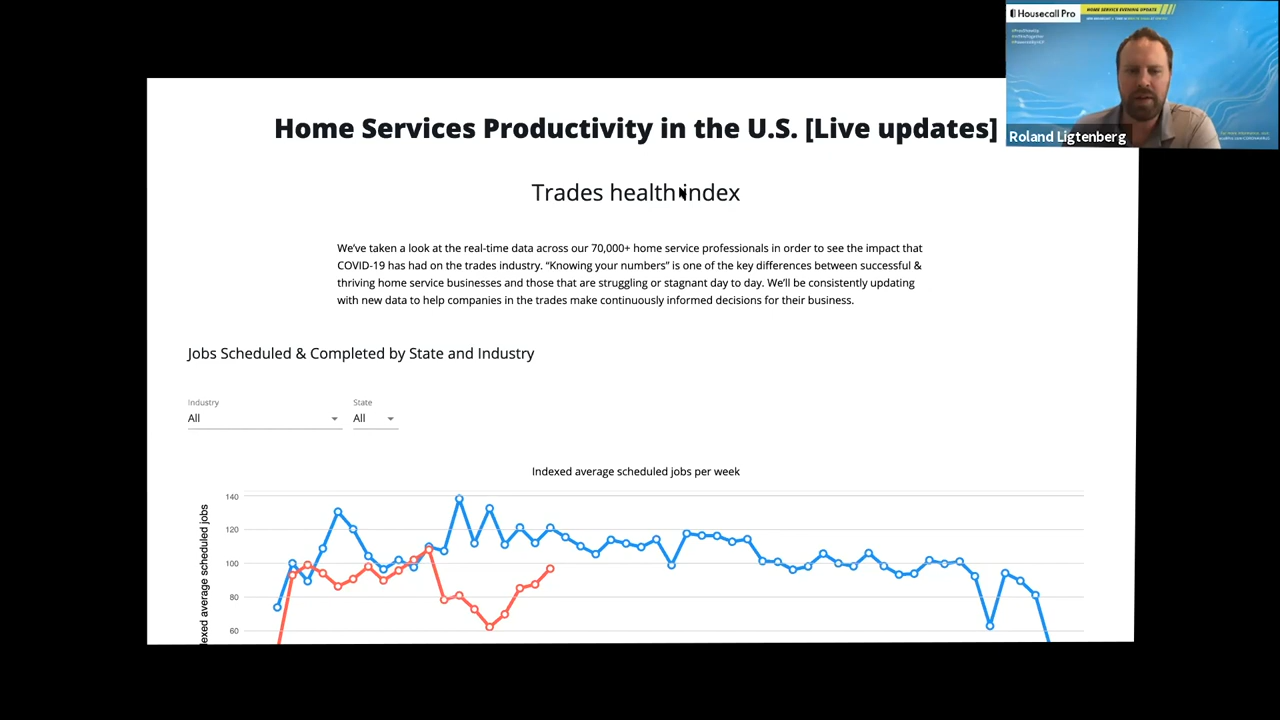 Housecall Pro
HOME SERVICE EVENING UPDATE
Roland Ligtenberg
Home Services Productivity in the U.S. [Live updates]
Trades health index
We've taken a look at the real-time data across our 70,000+ home service professionals in order to see the impact that
COVID-19 has had on the trades industry. “Knowing your numbers” is one of the key differences between successful &
thriving home service businesses and those that are struggling or stagnant day to day. We'll be consistently updating
with new data to help companies in the trades make continuously informed decisions for their business.
Jobs Scheduled & Completed by State and Industry
Industry
State
All
All
Indexed average scheduled jobs per week
exed average scheduled jobs
140
120
100
80
60